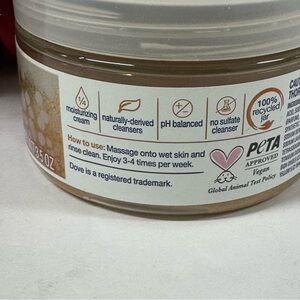 1/4
moisturizing
cream
naturally-derived
cleansers
pH balanced
no sulfate
cleanser
100%
recycled
jar
How to use: Massage onto wet skin and
rinse clean. Enjoy 3-4 times per week.
Dove is a registered trademark.
PETA
APPROVED
Vegan
Global Animal Test Policy
OZ